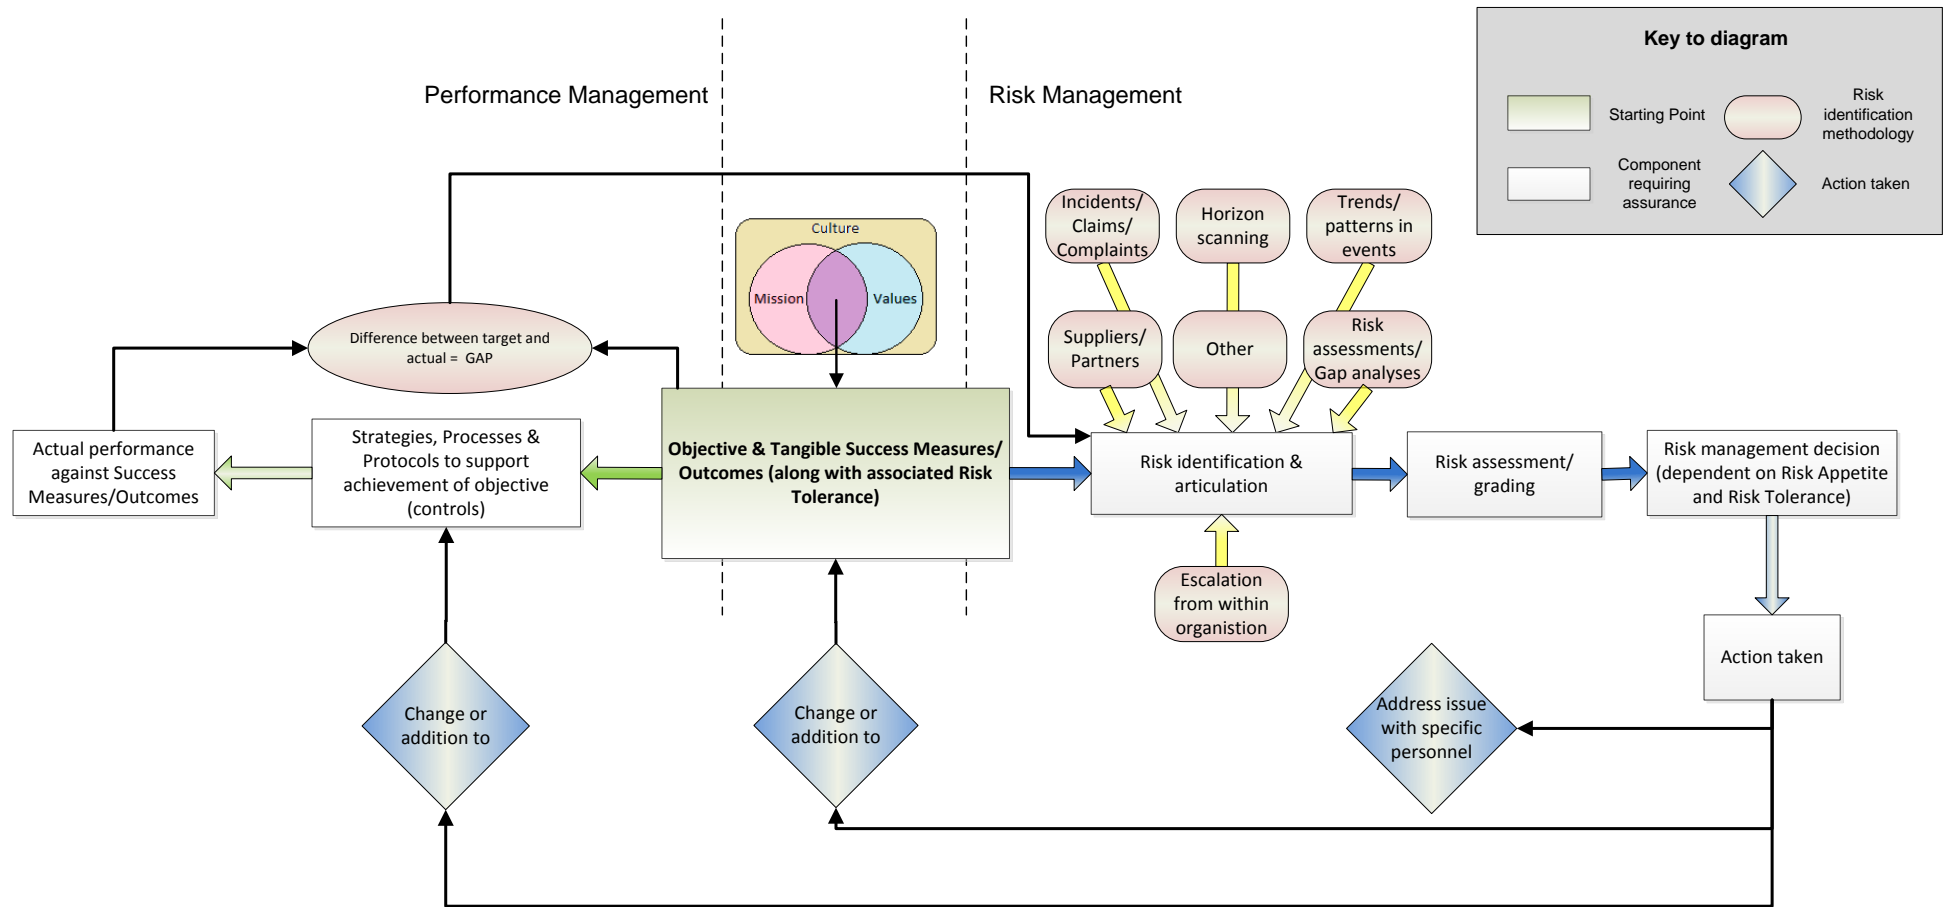 Key to diagram
Starting Point
Risk
identification
methodology
Component
requiring
assurance
Action taken
Performance Management
Risk Management
Culture
Mission
Values
Incidents/
Claims/
Complaints
Horizon
scanning
Trends/
patterns in
events
Suppliers/
Partners
Other
Risk
assessments/
Gap analyses
Difference between target and
actual =  GAP
Actual performance
against Success
Measures/Outcomes
Strategies, Processes &
Protocols to support
achievement of objective
(controls)
Objective & Tangible Success Measures/
Outcomes (along with associated Risk
Tolerance)
Risk identification &
articulation
Risk assessment/
grading
Risk management decision
(dependent on Risk Appetite
and Risk Tolerance)
Escalation
from within
organistion
Action taken
Change or
addition to
Change or
addition to
Address issue
with specific
personnel